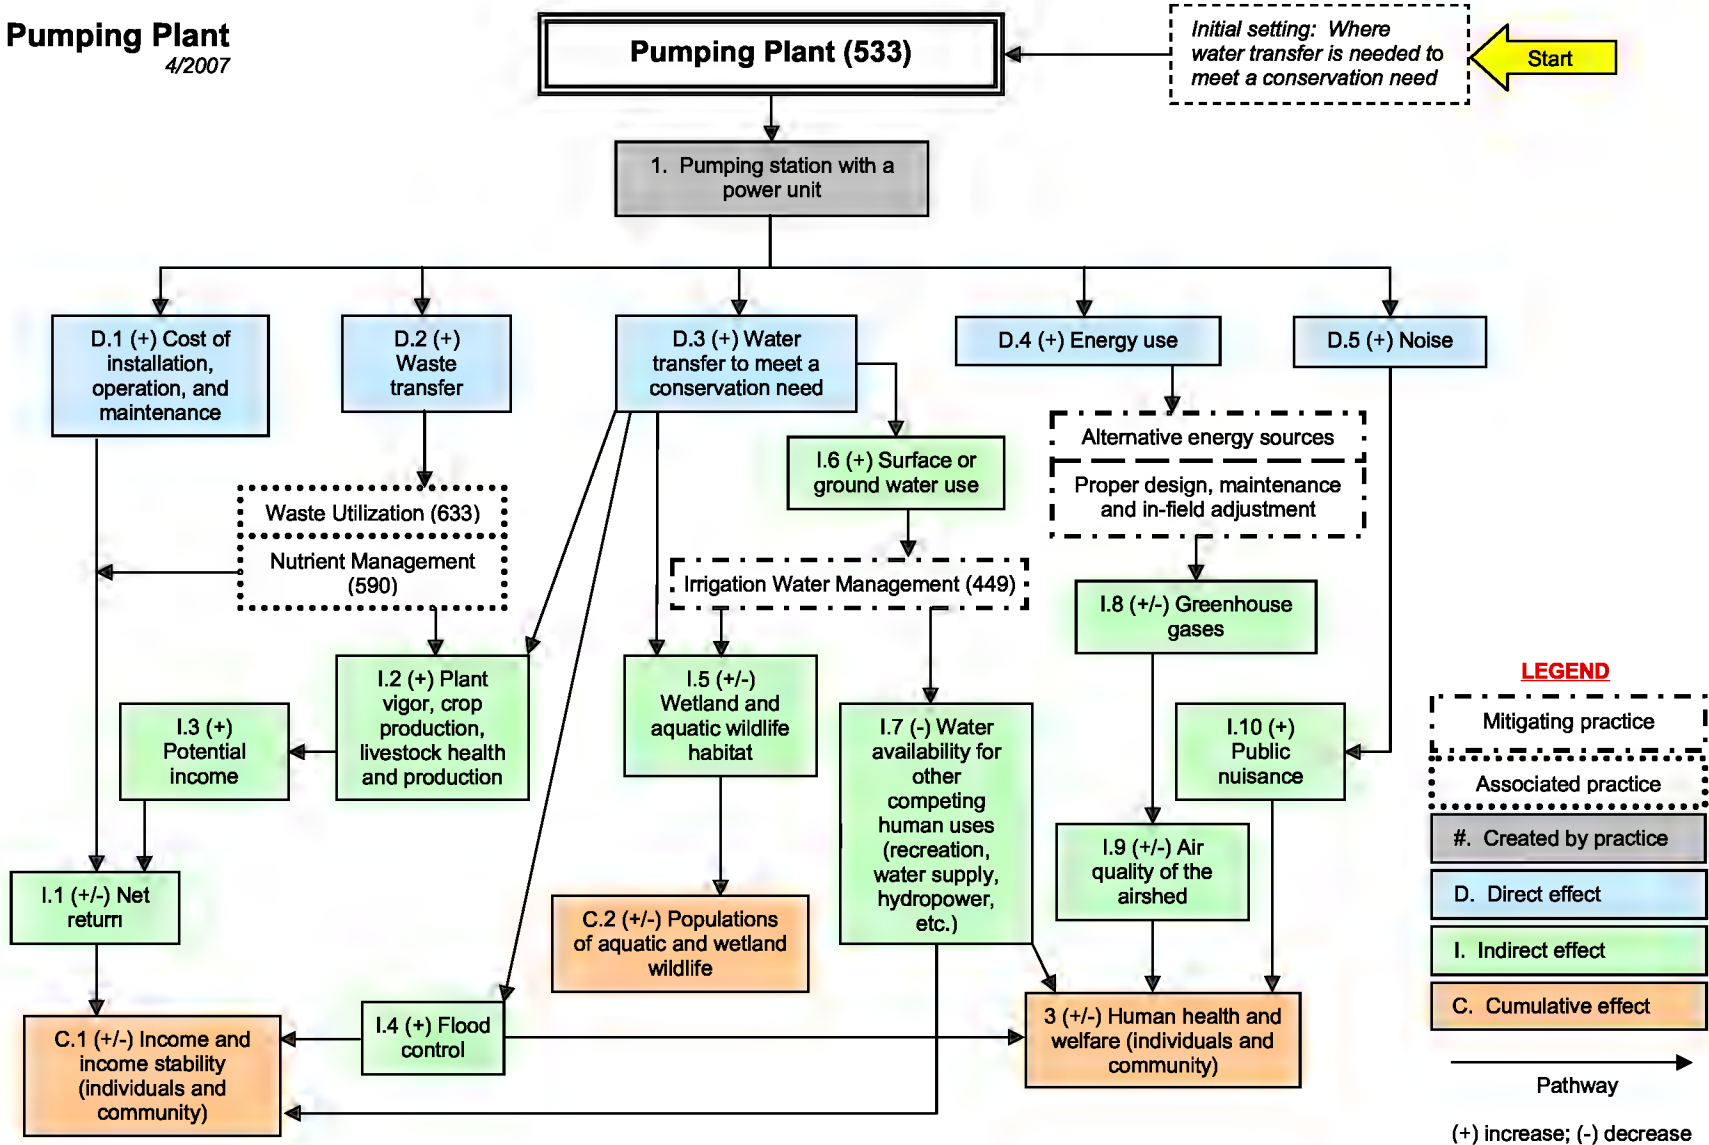 Pumping Plant
4/2007
Pumping Plant (533)
Initial setting:  Where
water transfer is needed to
meet a conservation need
Start
1.  Pumping station with a
power unit
D.1 (+) Cost of
installation,
operation, and
maintenance
D.2 (+)
Waste
transfer
D.3 (+) Water
transfer to meet a
conservation need
D.4 (+) Energy use
D.5 (+) Noise
Alternative energy sources
Proper design, maintenance
and in-field adjustment
I.6 (+) Surface or
ground water use
Waste Utilization (633)
Nutrient Management
(590)
Irrigation Water Management (449)
I.8 (+/-) Greenhouse
gases
I.2 (+) Plant
vigor, crop
production,
livestock health
and production
I.5 (+/-)
Wetland and
aquatic wildlife
habitat
I.3 (+)
Potential
income
I.7 (-) Water
availability for
other
competing
human uses
(recreation,
water supply,
hydropower,
etc.)
I.10 (+)
Public
nuisance
I.9 (+/-) Air
quality of the
airshed
I.1 (+/-) Net
return
C.2 (+/-) Populations
of aquatic and wetland
wildlife
I.4 (+) Flood
control
C.1 (+/-) Income and
income stability
(individuals and
community)
3 (+/-) Human health and
welfare (individuals and
community)
LEGEND
Mitigating practice
Associated practice
#.  Created by practice
D.  Direct effect
I.  Indirect effect
C.  Cumulative effect
Pathway
(+) increase; (-) decrease